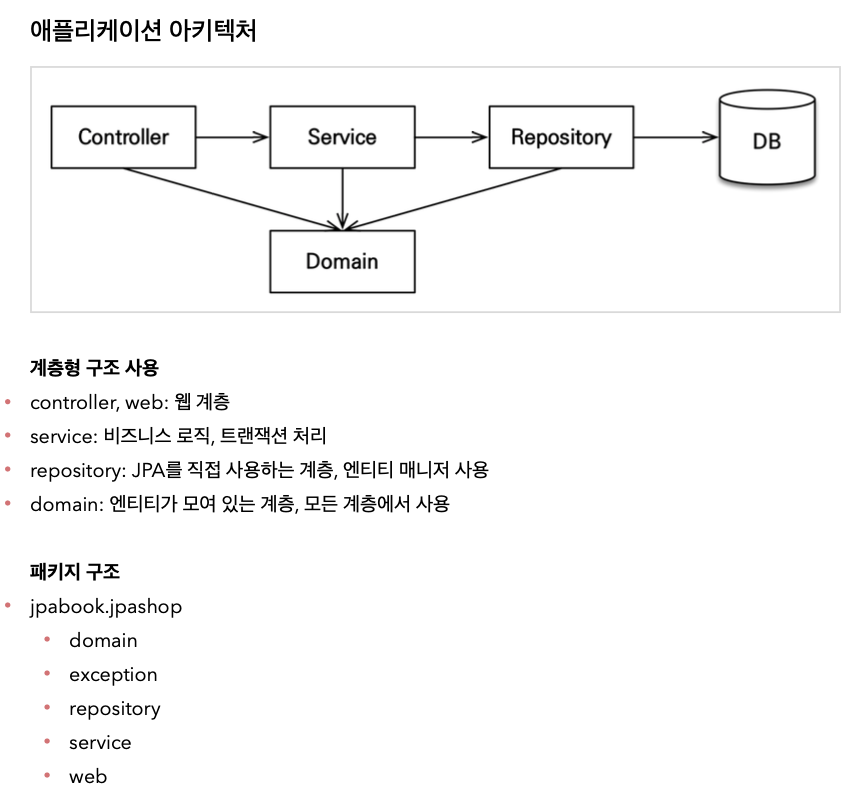 애플리케이션 아키텍처
Controller
Service
Repository
DB
Domain
계층형 구조 사용
• controller, web: 웹 계층
• service: 비즈니스 로직, 트랜잭션 처리
• repository: JPA를 직접 사용하는 계층, 엔티티 매니저 사용
• domain: 엔티티가 모여 있는 계층, 모든 계층에서 사용
패키지 구조
• jpabook.jpashop
• domain
• exception
• repository
• service
• web